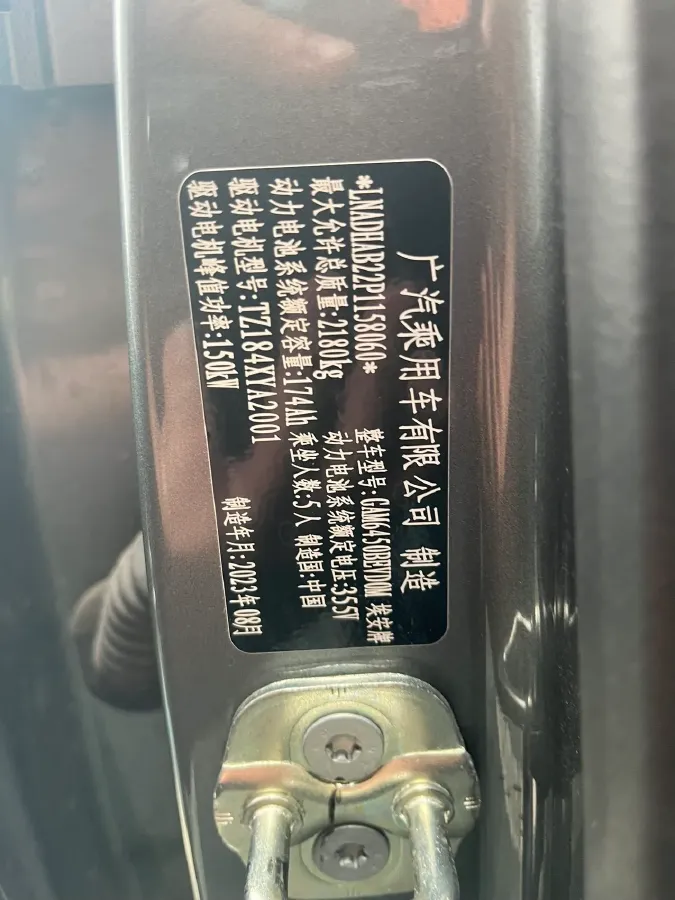 广汽乘用车有限公司 制造
*LNADHAB22P1158060* 整车型号:GAM6450BEVD0M 埃安牌
最大允许总质量:2180kg 动力电池系统额定电压:355V
动力电池系统额定容量:174Ah 乘坐人数:5人 制造国:中国
驱动电机型号:TZ184XYA2001
驱动电机峰值功率:150kW 制造年月:2023年08月